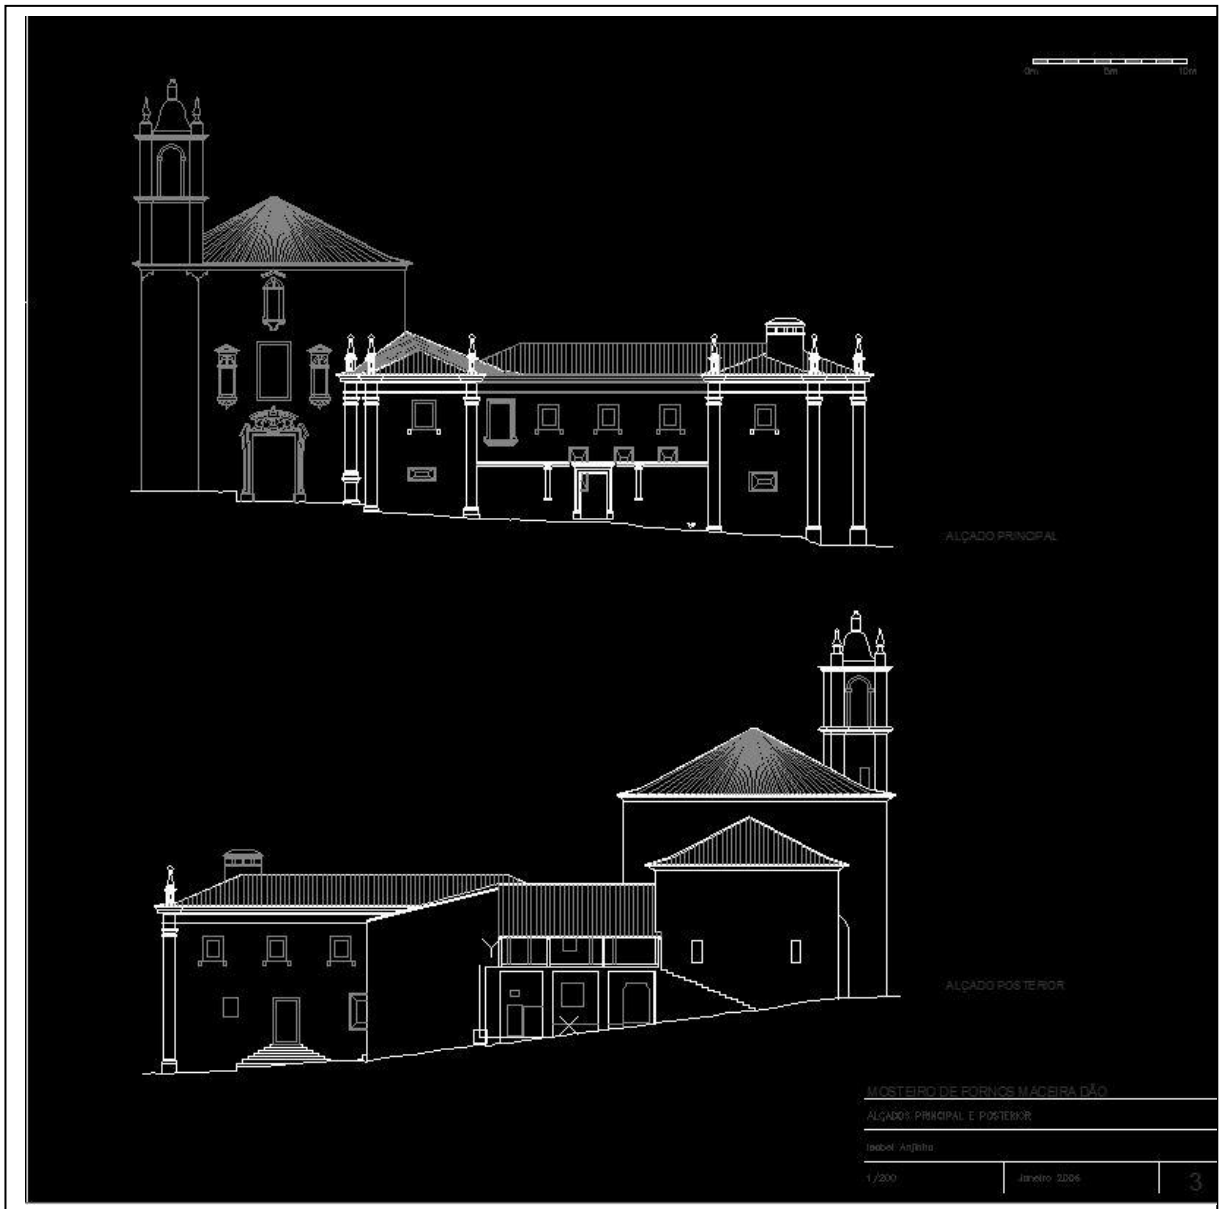 0m 5m 10m
ALÇADO PRINCIPAL
ALÇADO POSTERIOR
MOSTEIRO DE FORNOS MACEIRA DÃO
ALÇADOS PRINCIPAL E POSTERIOR
Isabel Anjinho
1/200 Janeiro 2006 3